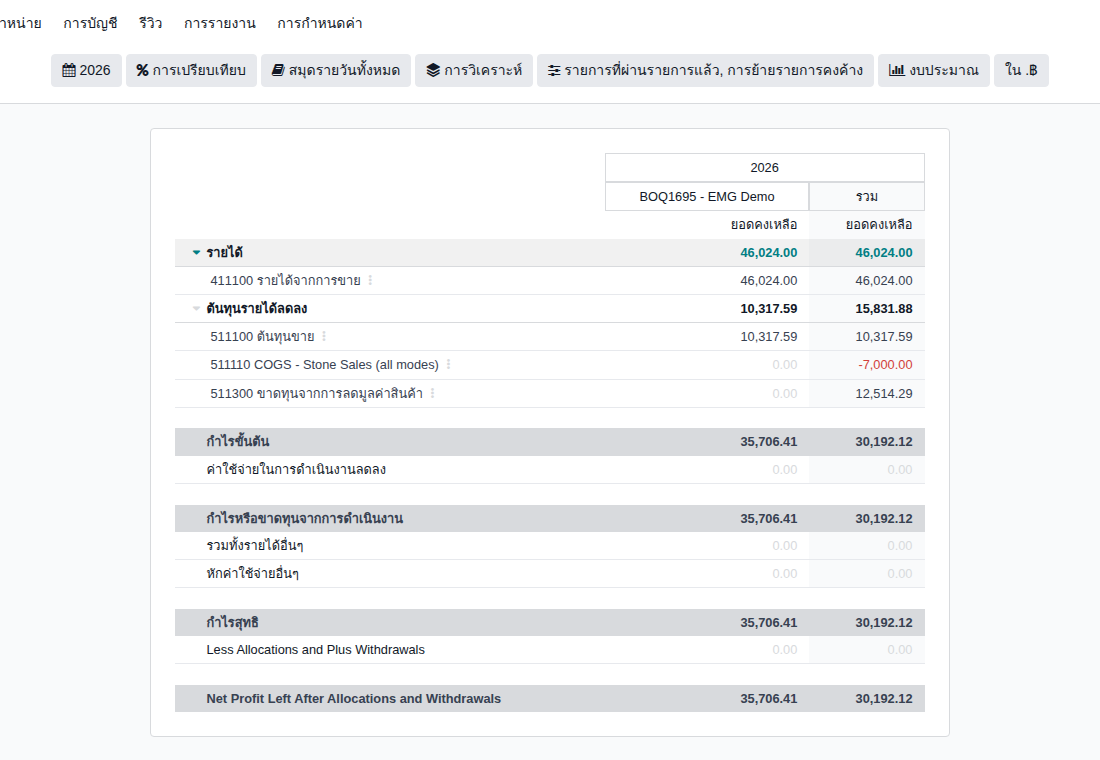 การบัญชี รีวิว การรายงาน การกำหนดค่า
2026 การเปรียบเทียบ สมุดรายวันทั้งหมด การวิเคราะห์ รายการที่ผ่านรายการแล้ว, การย้ายรายการคงค้าง งบประมาณ ใน .฿
2026
BOQ1695 - EMG Demo รวม
ยอดคงเหลือ ยอดคงเหลือ
รายได้ 46,024.00 46,024.00
411100 รายได้จากการขาย 46,024.00 46,024.00
ต้นทุนรายได้ลดลง 10,317.59 15,831.88
511100 ต้นทุนขาย 10,317.59 10,317.59
511110 COGS - Stone Sales (all modes) 0.00 -7,000.00
511300 ขาดทุนจากการลดมูลค่าสินค้า 0.00 12,514.29
กำไรขั้นต้น 35,706.41 30,192.12
ค่าใช้จ่ายในการดำเนินงานลดลง 0.00 0.00
กำไรหรือขาดทุนจากการดำเนินงาน 35,706.41 30,192.12
รวมทั้งรายได้อื่นๆ 0.00 0.00
หักค่าใช้จ่ายอื่นๆ 0.00 0.00
กำไรสุทธิ 35,706.41 30,192.12
Less Allocations and Plus Withdrawals 0.00 0.00
Net Profit Left After Allocations and Withdrawals 35,706.41 30,192.12